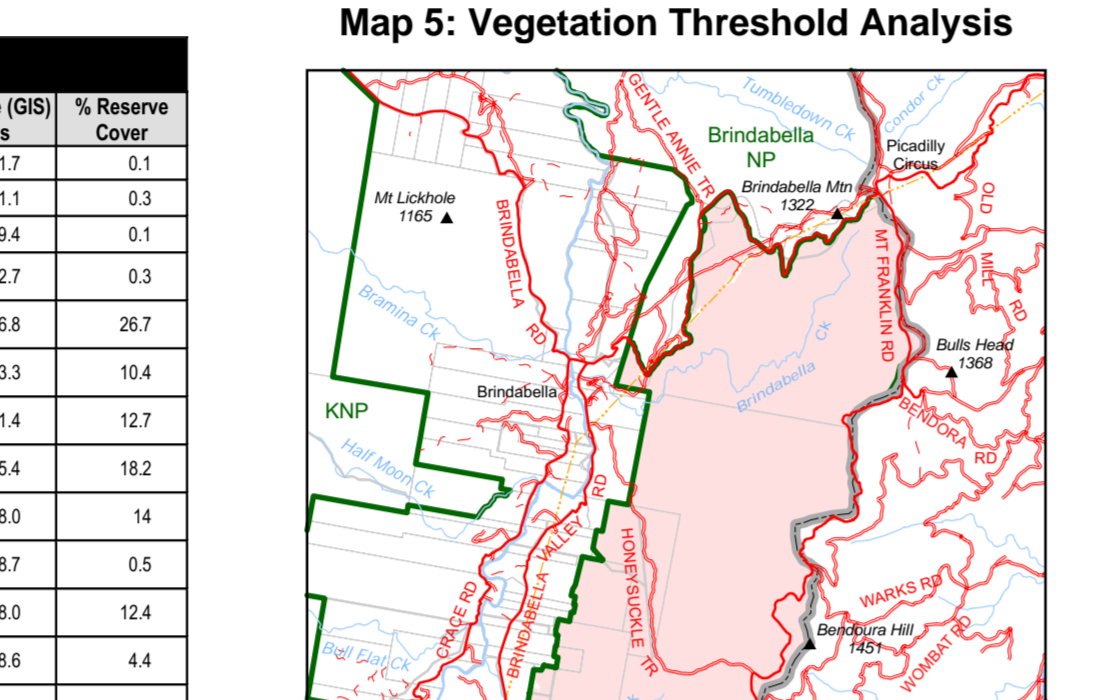 Map 5: Vegetation Threshold Analysis
(GIS) % Reserve
Cover
1.7 0.1
1.1 0.3
9.4 0.1
2.7 0.3
6.8 26.7
3.3 10.4
1.4 12.7
5.4 18.2
8.0 14
8.7 0.5
8.0 12.4
8.6 4.4
GENTLE ANNIE TR
Tumbledown Ck
Condor Ck
Brindabella
NP
Picadilly
Circus
Brindabella Mtn
1322
Mt Lickhole
1165
BRINDABELLA RD
OLD MILL RD
MT FRANKLIN RD
Bramina Ck
Brindabella Ck
Bulls Head
1368
Brindabella
KNP
BENDORA RD
Half Moon Ck
BRINDABELLA VALLEY RD
HONEYSUCKLE TR
CRACE RD
WARKS RD
WOMBAT RD
Bendoura Hill
1451
Bull Flat Ck